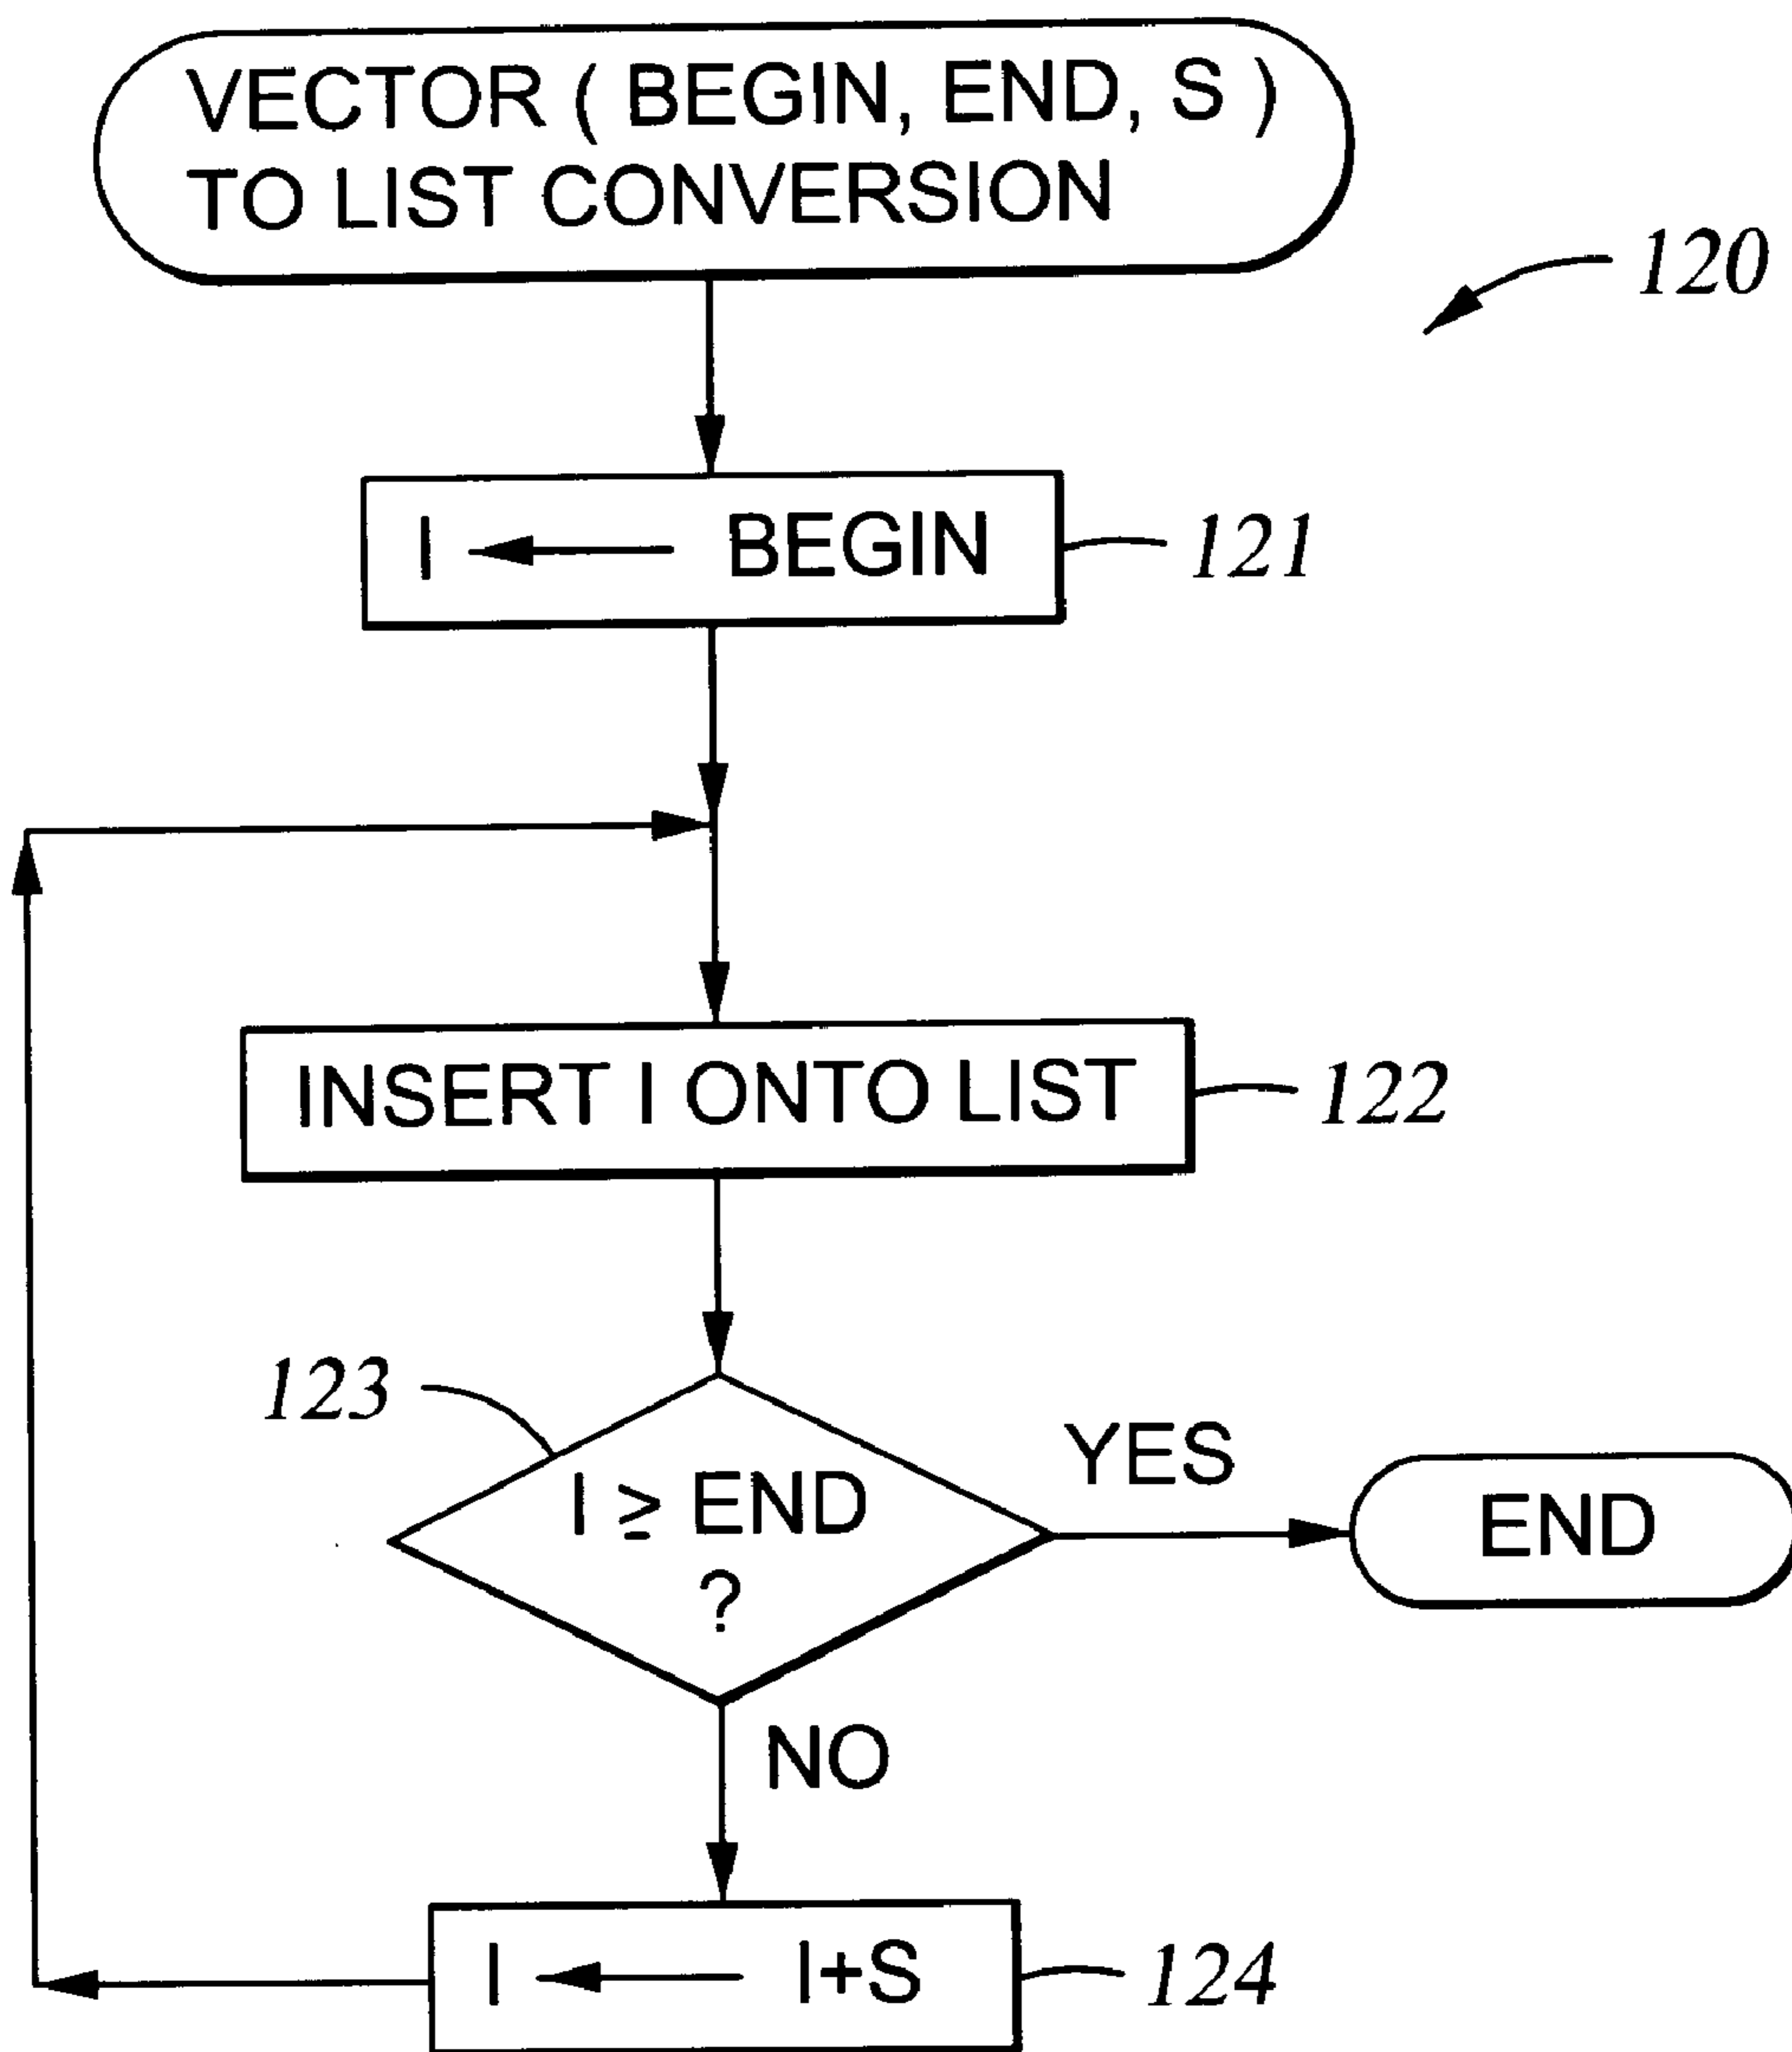 VECTOR ( BEGIN, END, S )
TO LIST CONVERSION
120
I ← BEGIN
121
INSERT I ONTO LIST
122
123
I ≥ END
?
YES
END
NO
I ← I+S
124